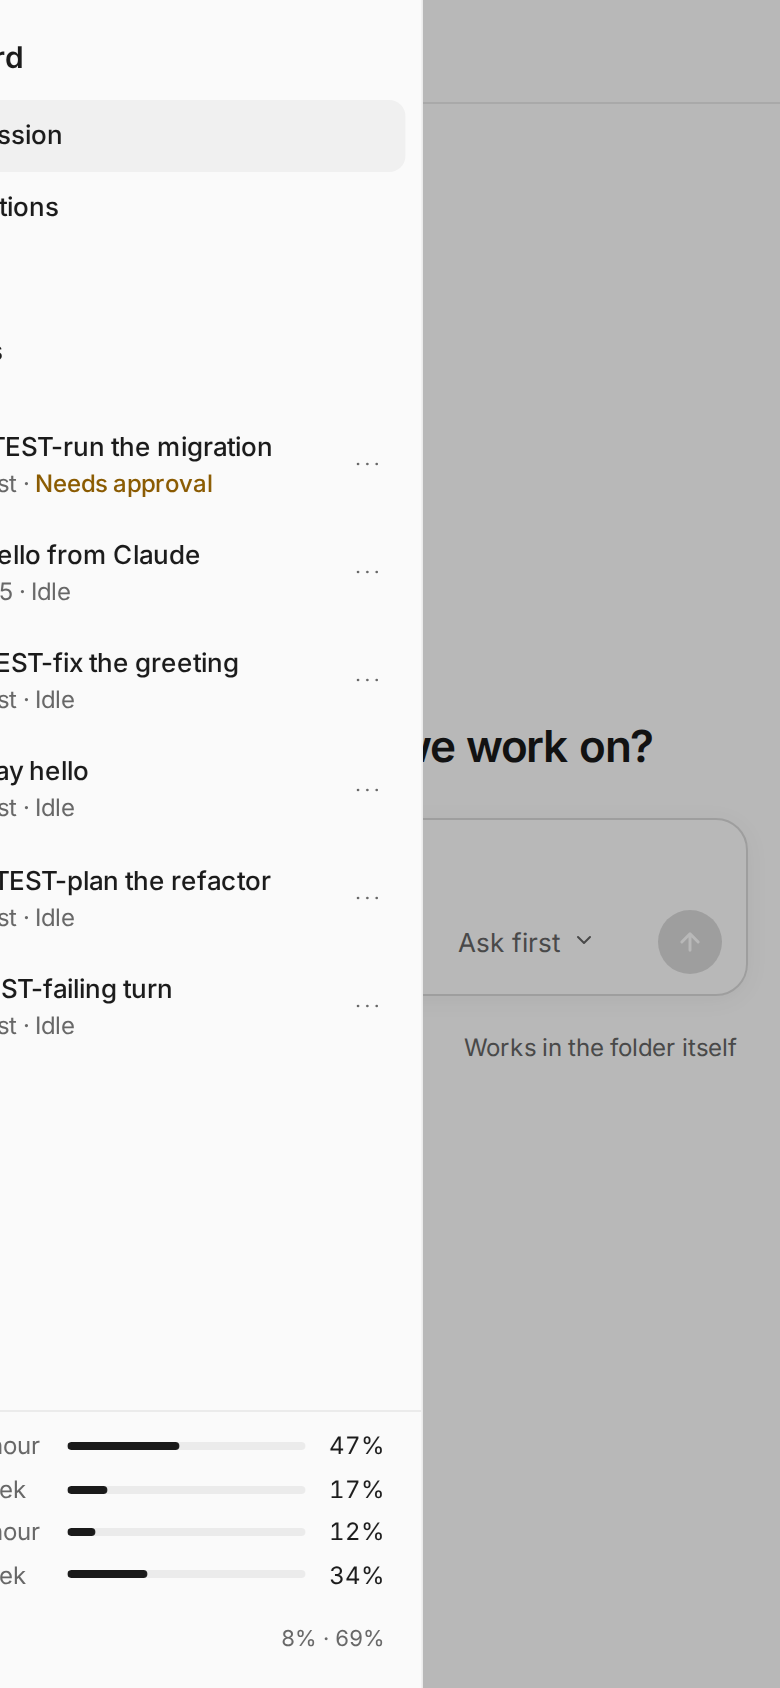 rd
ssion
tions
s
TEST-run the migration
st · Needs approval
ello from Claude
5 · Idle
EST-fix the greeting
st · Idle
ay hello
st · Idle
TEST-plan the refactor
st · Idle
ST-failing turn
st · Idle
ve work on?
Ask first
Works in the folder itself
hour 47%
ek 17%
hour 12%
ek 34%
8% · 69%